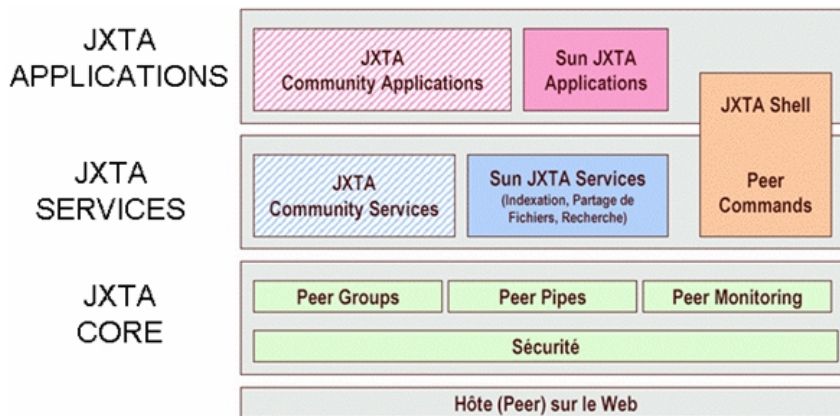 JXTA
APPLICATIONS
JXTA
Community Applications
Sun JXTA
Applications
JXTA Shell
Peer
Commands
JXTA
SERVICES
JXTA
Community Services
Sun JXTA Services
(Indexation, Partage de
Fichiers, Recherche)
JXTA
CORE
Peer Groups
Peer Pipes
Peer Monitoring
Sécurité
Hôte (Peer) sur le Web